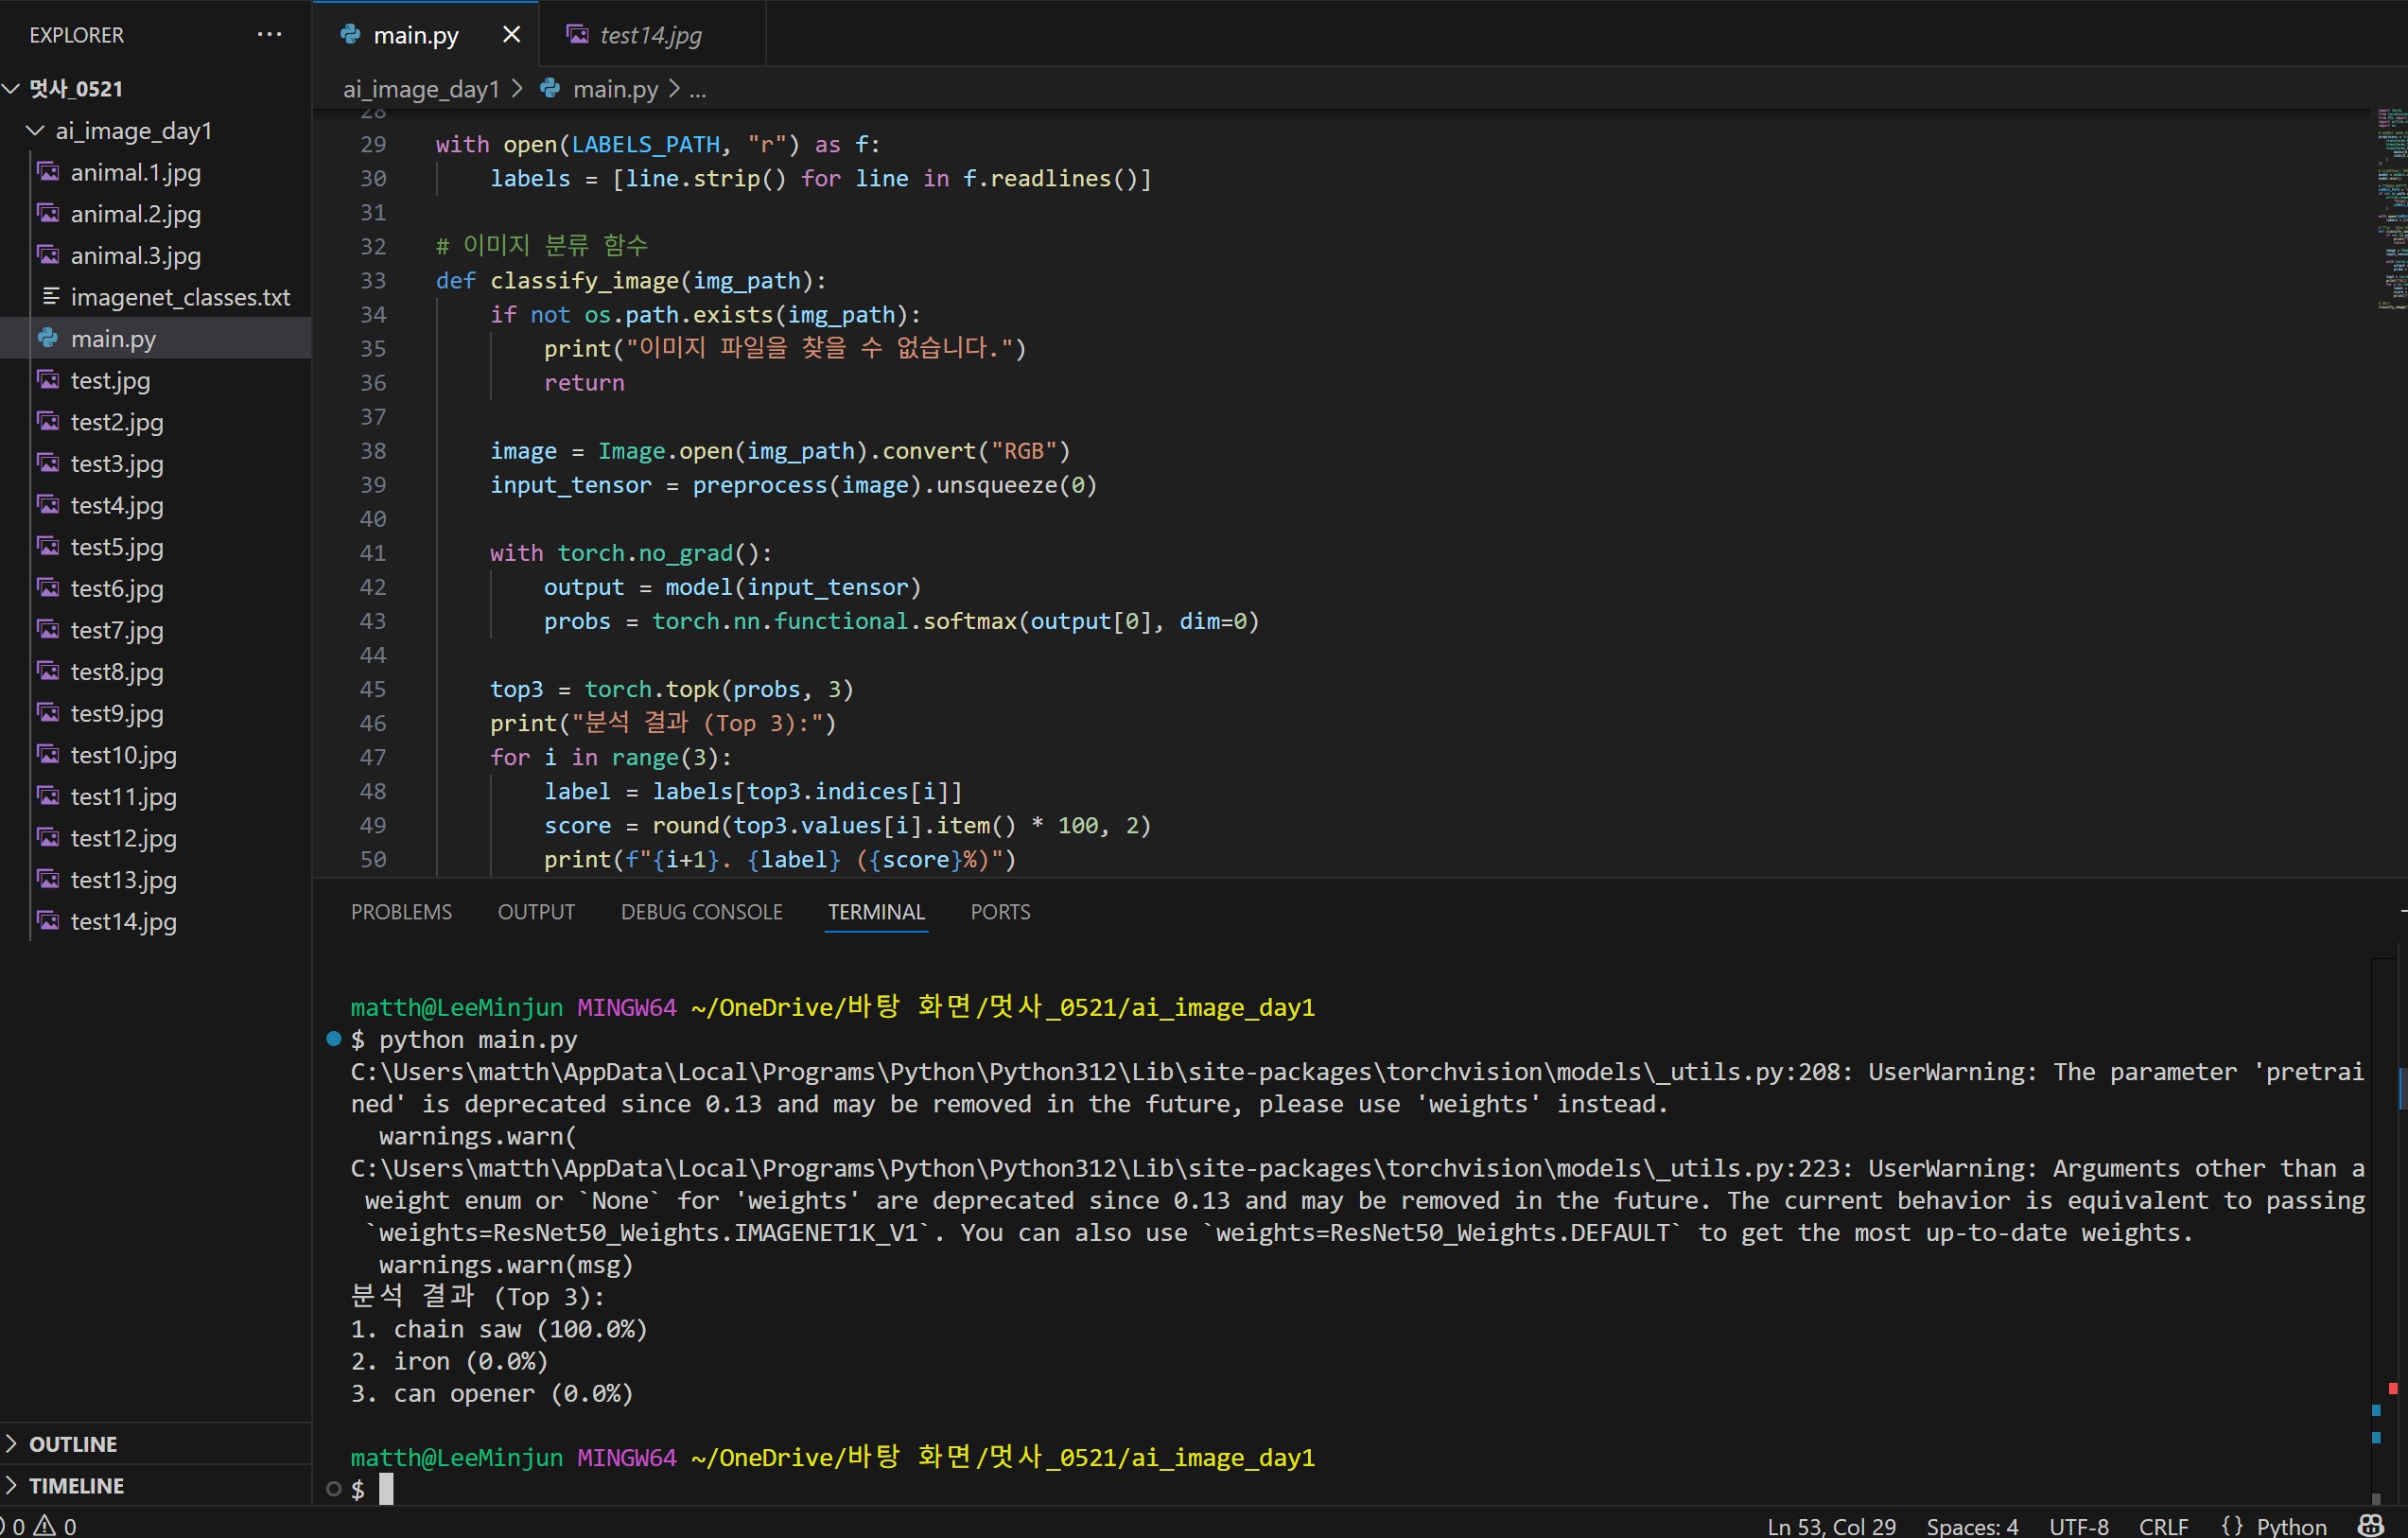 EXPLORER
멋사_0521
ai_image_day1
animal.1.jpg
animal.2.jpg
animal.3.jpg
imagenet_classes.txt
main.py
test.jpg
test2.jpg
test3.jpg
test4.jpg
test5.jpg
test6.jpg
test7.jpg
test8.jpg
test9.jpg
test10.jpg
test11.jpg
test12.jpg
test13.jpg
test14.jpg
OUTLINE
TIMELINE
main.py
test14.jpg
ai_image_day1 > main.py > ...
28
29 with open(LABELS_PATH, "r") as f:
30 labels = [line.strip() for line in f.readlines()]
31
32 # 이미지 분류 함수
33 def classify_image(img_path):
34 if not os.path.exists(img_path):
35 print("이미지 파일을 찾을 수 없습니다.")
36 return
37
38 image = Image.open(img_path).convert("RGB")
39 input_tensor = preprocess(image).unsqueeze(0)
40
41 with torch.no_grad():
42 output = model(input_tensor)
43 probs = torch.nn.functional.softmax(output[0], dim=0)
44
45 top3 = torch.topk(probs, 3)
46 print("분석 결과 (Top 3):")
47 for i in range(3):
48 label = labels[top3.indices[i]]
49 score = round(top3.values[i].item() * 100, 2)
50 print(f"{i+1}. {label} ({score}%)")
PROBLEMS OUTPUT DEBUG CONSOLE TERMINAL PORTS
matth@LeeMinjun MINGW64 ~/OneDrive/바탕 화면/멋사_0521/ai_image_day1
$ python main.py
C:\Users\matth\AppData\Local\Programs\Python\Python312\Lib\site-packages\torchvision\models\_utils.py:208: UserWarning: The parameter 'pretrai
ned' is deprecated since 0.13 and may be removed in the future, please use 'weights' instead.
warnings.warn(
C:\Users\matth\AppData\Local\Programs\Python\Python312\Lib\site-packages\torchvision\models\_utils.py:223: UserWarning: Arguments other than a
weight enum or `None` for 'weights' are deprecated since 0.13 and may be removed in the future. The current behavior is equivalent to passing
`weights=ResNet50_Weights.IMAGENET1K_V1`. You can also use `weights=ResNet50_Weights.DEFAULT` to get the most up-to-date weights.
warnings.warn(msg)
분석 결과 (Top 3):
1. chain saw (100.0%)
2. iron (0.0%)
3. can opener (0.0%)
matth@LeeMinjun MINGW64 ~/OneDrive/바탕 화면/멋사_0521/ai_image_day1
$
0 0 Ln 53, Col 29 Spaces: 4 UTF-8 CRLF {} Python